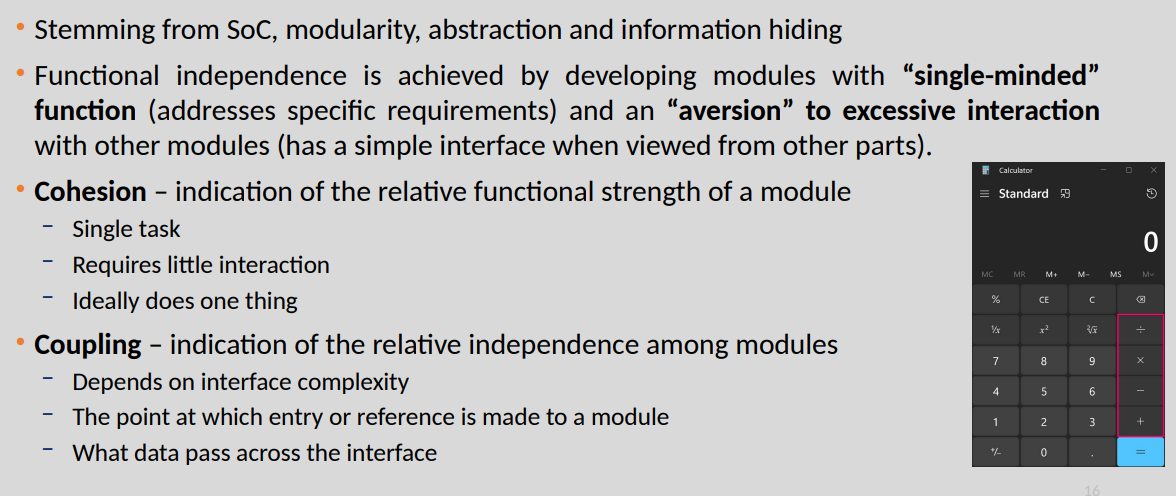 • Stemming from SoC, modularity, abstraction and information hiding
• Functional independence is achieved by developing modules with “single-minded”
function (addresses specific requirements) and an “aversion” to excessive interaction
with other modules (has a simple interface when viewed from other parts).
• Cohesion – indication of the relative functional strength of a module
– Single task
– Requires little interaction
– Ideally does one thing
• Coupling – indication of the relative independence among modules
– Depends on interface complexity
– The point at which entry or reference is made to a module
– What data pass across the interface
Calculator
Standard
0
MC MR M+ M− MS M˅
% CE C
¹/x x² ²√x ÷
7 8 9 ×
4 5 6 −
1 2 3 +
+/− 0 . =
16